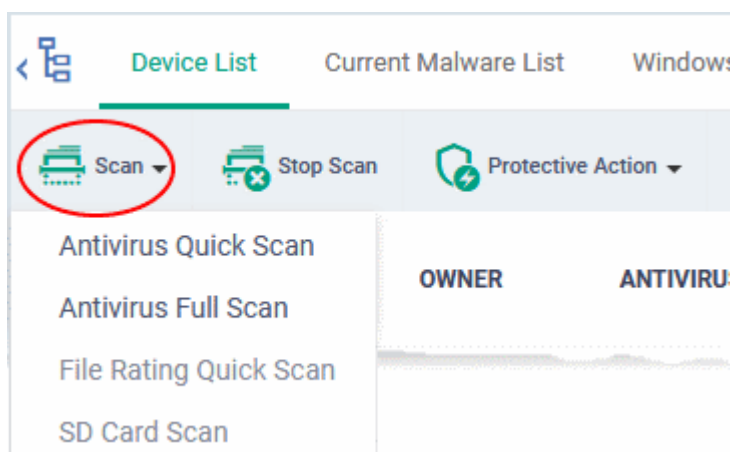 Device List Current Malware List Windows
Scan Stop Scan Protective Action
Antivirus Quick Scan
OWNER ANTIVIRUS
Antivirus Full Scan
File Rating Quick Scan
SD Card Scan